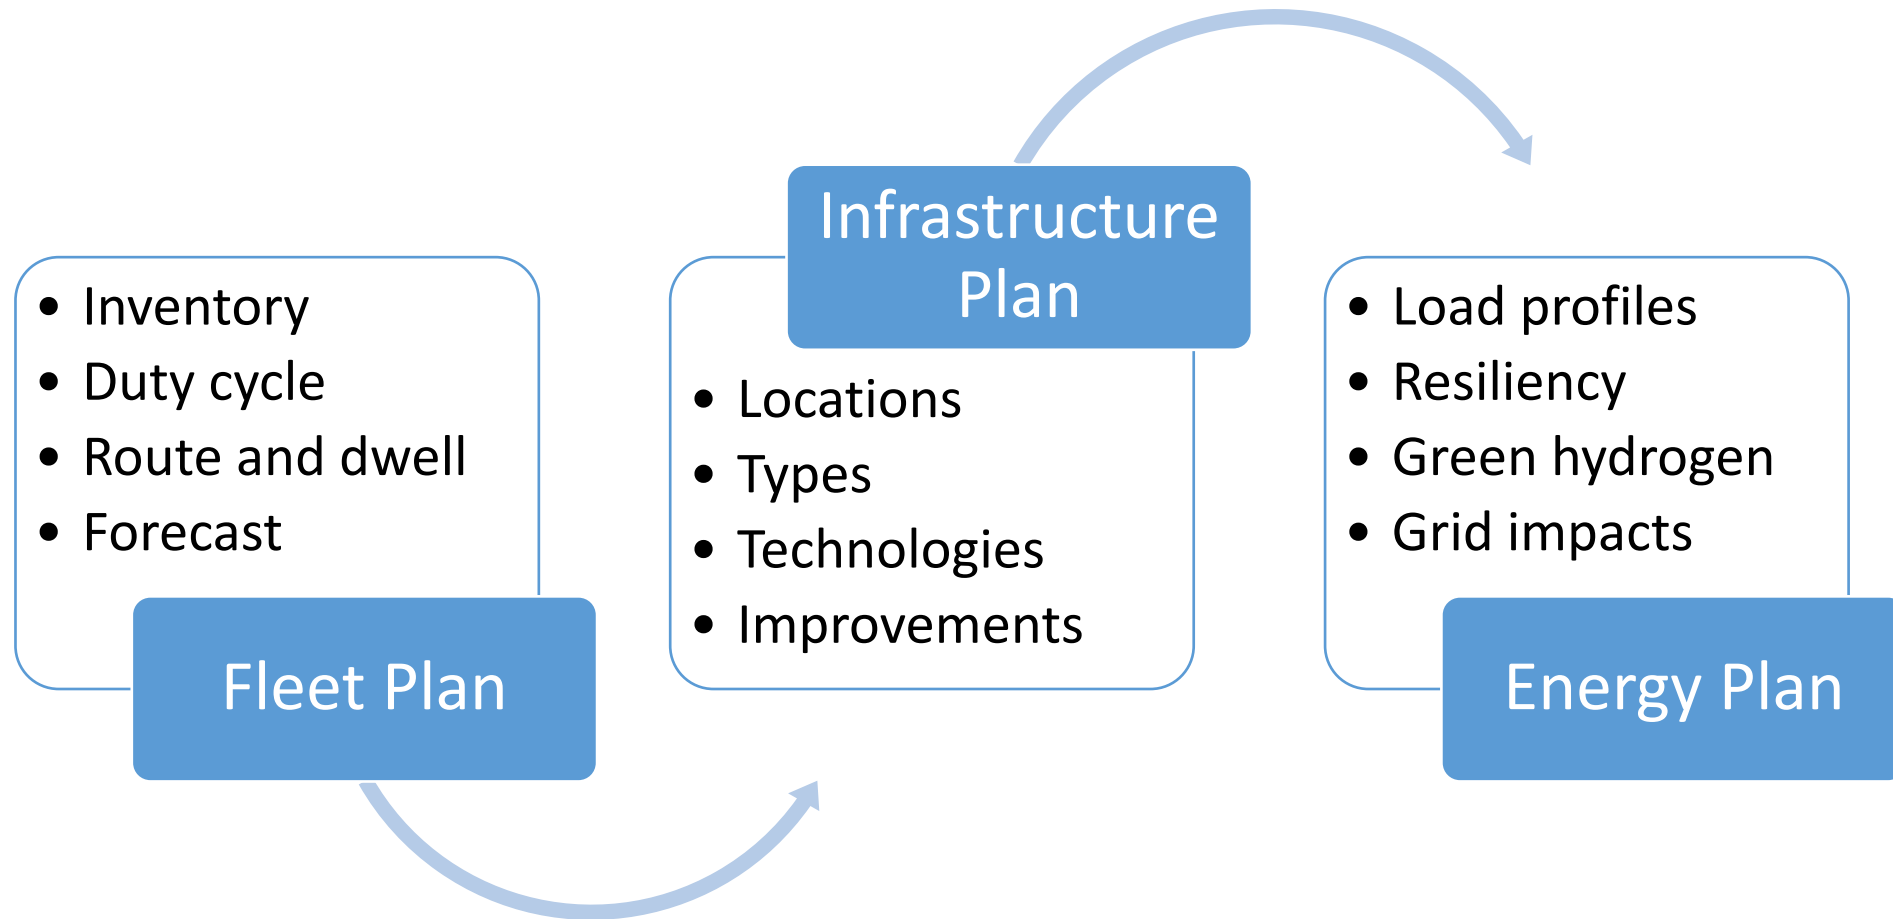 • Inventory
• Duty cycle
• Route and dwell
• Forecast
Fleet Plan
Infrastructure
Plan
• Locations
• Types
• Technologies
• Improvements
• Load profiles
• Resiliency
• Green hydrogen
• Grid impacts
Energy Plan